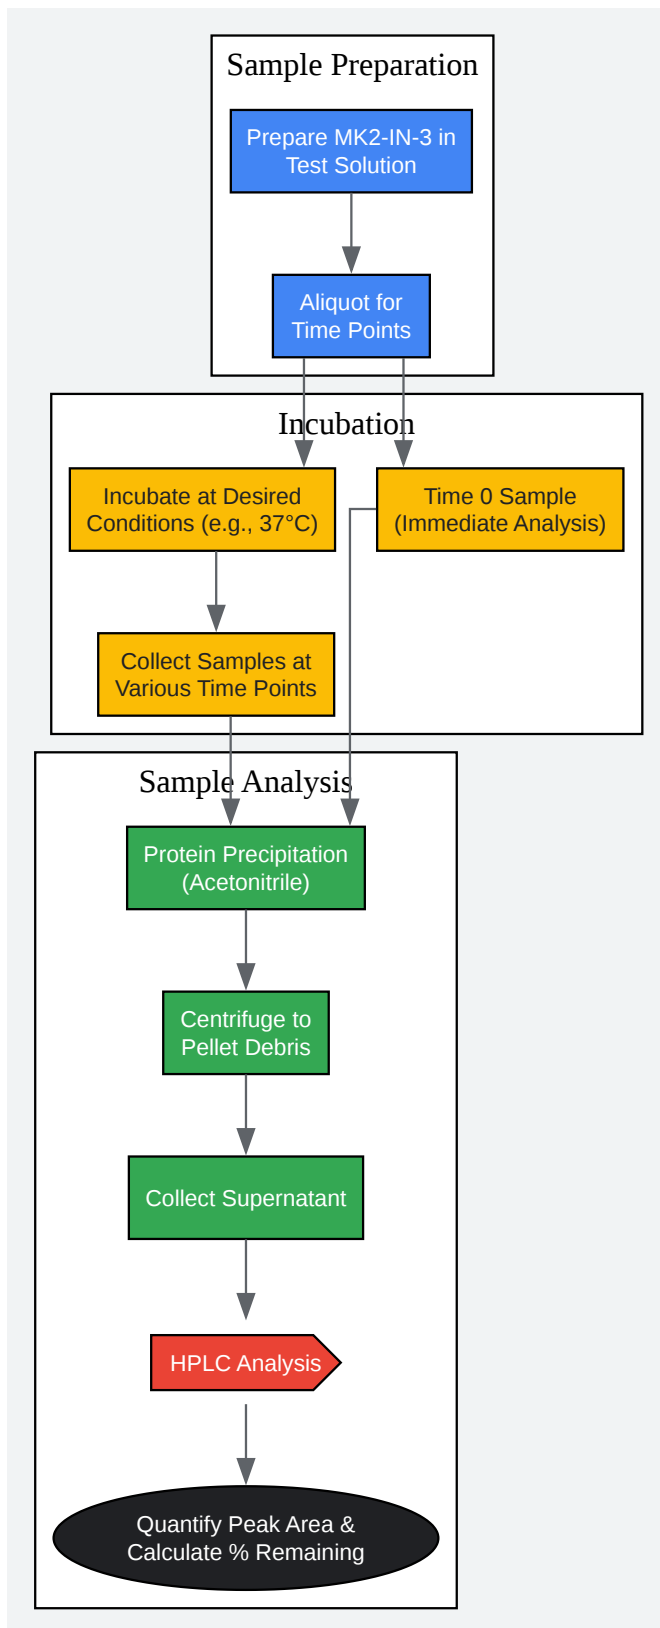 Sample Preparation
Prepare MK2-IN-3 in
Test Solution
Aliquot for
Time Points
Incubation
Incubate at Desired
Conditions (e.g., 37°C)
Time 0 Sample
(Immediate Analysis)
Collect Samples at
Various Time Points
Sample Analysis
Protein Precipitation
(Acetonitrile)
Centrifuge to
Pellet Debris
Collect Supernatant
HPLC Analysis
Quantify Peak Area &
Calculate % Remaining